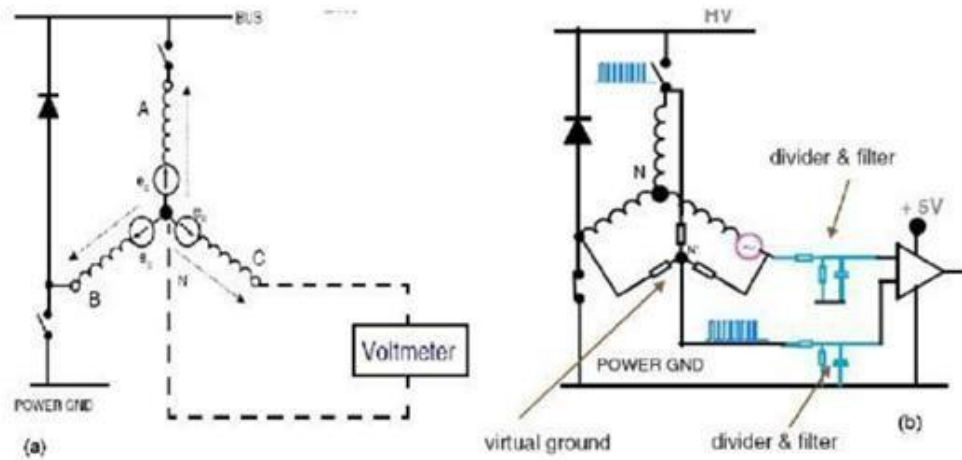 BUS
A
B
C
N
Voltmeter
POWER GND
(a)
HV
divider & filter
N
+ 5V
N'
POWER GND
virtual ground
divider & filter
(b)